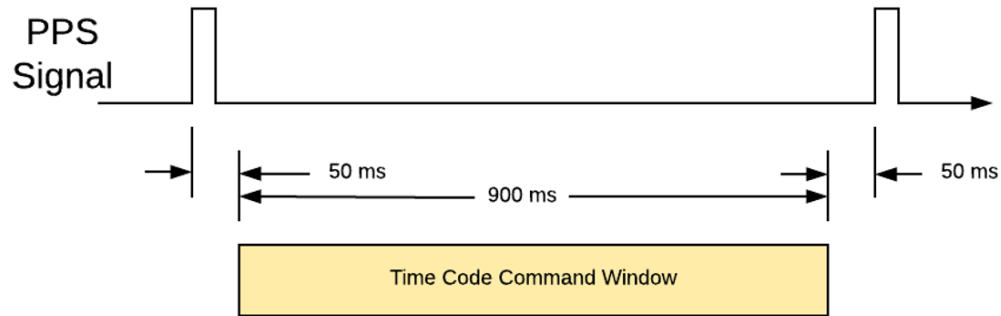 PPS
Signal
50 ms
50 ms
900 ms
Time Code Command Window